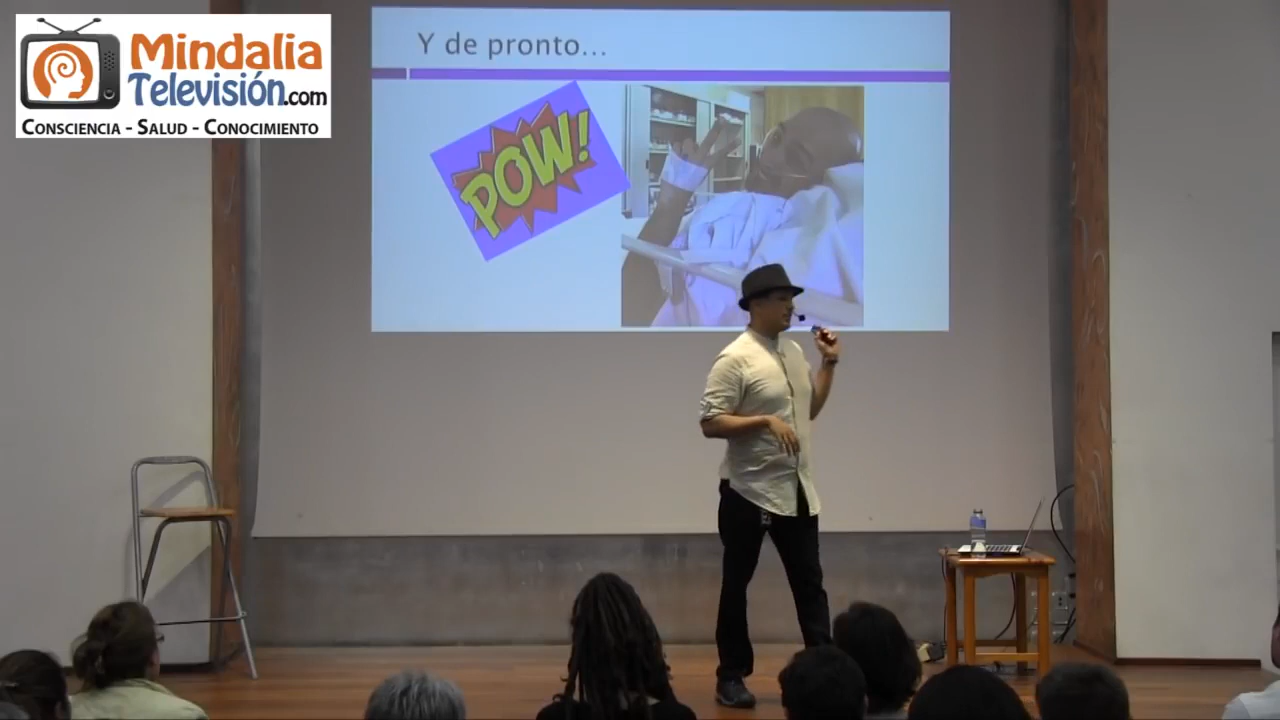 Mindalia
Televisión.com
CONSCIENCIA - SALUD - CONOCIMIENTO
Y de pronto...
POW!